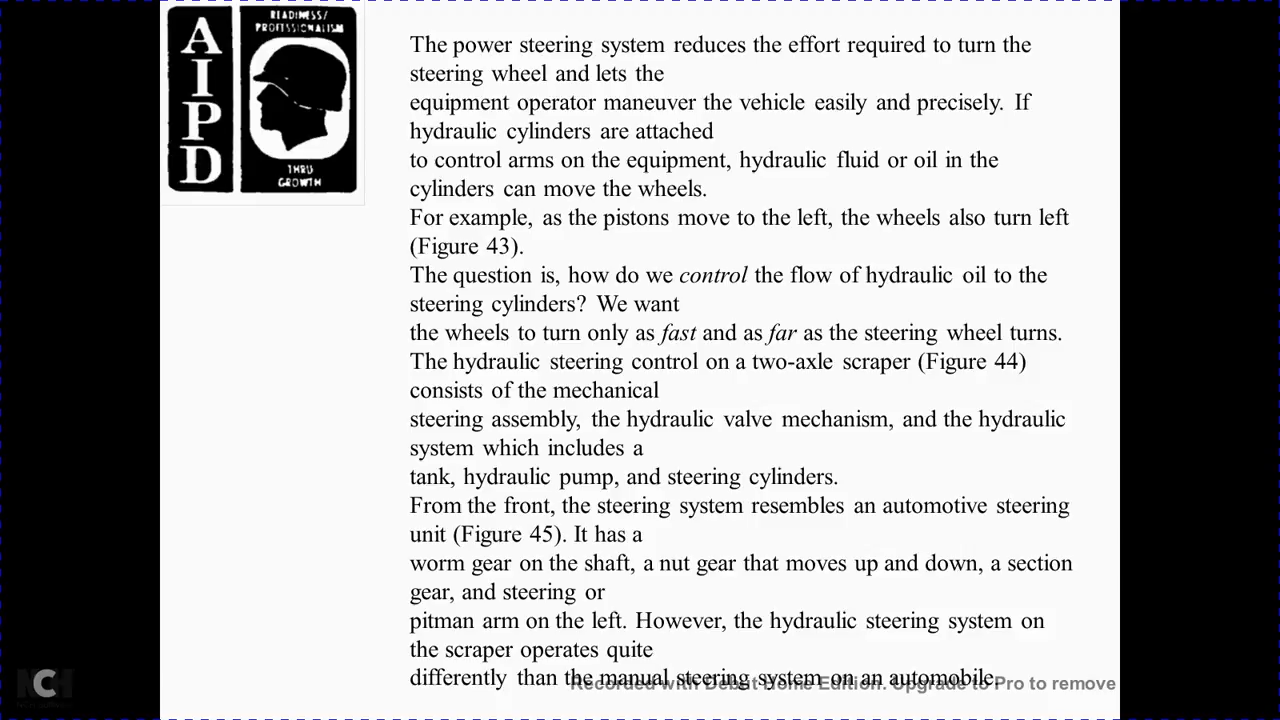 A
I
P
D
READINESS/
PROFESSIONALISM
THRU
GROWTH
The power steering system reduces the effort required to turn the
steering wheel and lets the
equipment operator maneuver the vehicle easily and precisely. If
hydraulic cylinders are attached
to control arms on the equipment, hydraulic fluid or oil in the
cylinders can move the wheels.
For example, as the pistons move to the left, the wheels also turn left
(Figure 43).
The question is, how do we control the flow of hydraulic oil to the
steering cylinders? We want
the wheels to turn only as fast and as far as the steering wheel turns.
The hydraulic steering control on a two-axle scraper (Figure 44)
consists of the mechanical
steering assembly, the hydraulic valve mechanism, and the hydraulic
system which includes a
tank, hydraulic pump, and steering cylinders.
From the front, the steering system resembles an automotive steering
unit (Figure 45). It has a
worm gear on the shaft, a nut gear that moves up and down, a section
gear, and steering or
pitman arm on the left. However, the hydraulic steering system on
the scraper operates quite
differently than the manual steering system on an automobile.
Recorded with Debut Home Edition. Upgrade to Pro to remove
NCH